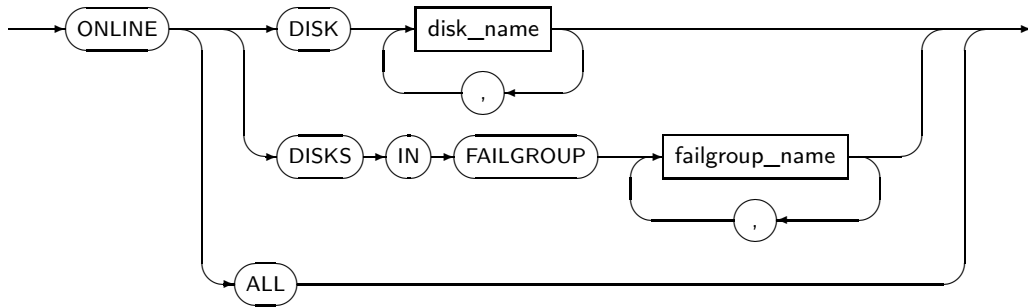 ONLINE DISK disk_name
,
DISKS IN FAILGROUP failgroup_name
,
ALL